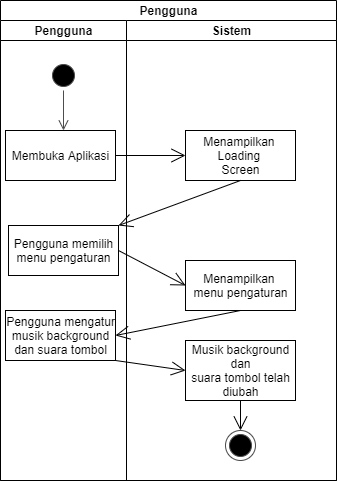 Pengguna
Pengguna
Sistem
Membuka Aplikasi
Menampilkan
Loading
Screen
Pengguna memilih
menu pengaturan
Menampilkan
menu pengaturan
Pengguna mengatur
musik background
dan suara tombol
Musik background
dan
suara tombol telah
diubah